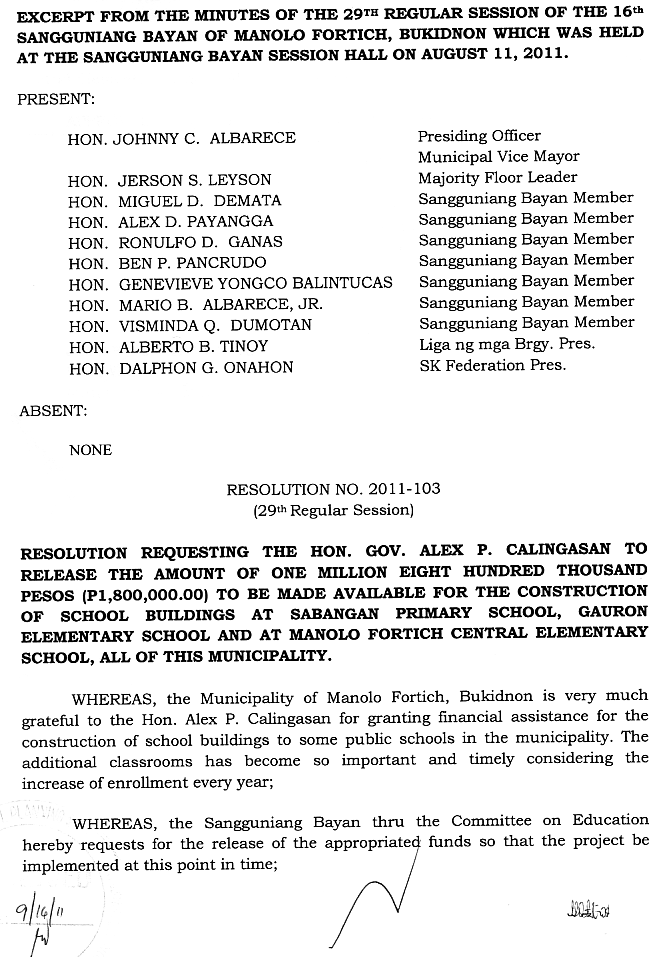 EXCERPT FROM THE MINUTES OF THE 29TH REGULAR SESSION OF THE 16th
SANGGUNIANG BAYAN OF MANOLO FORTICH, BUKIDNON WHICH WAS HELD
AT THE SANGGUNIANG BAYAN SESSION HALL ON AUGUST 11, 2011.
PRESENT:
HON. JOHNNY C. ALBARECE Presiding Officer
Municipal Vice Mayor
HON. JERSON S. LEYSON Majority Floor Leader
HON. MIGUEL D. DEMATA Sangguniang Bayan Member
HON. ALEX D. PAYANGGA Sangguniang Bayan Member
HON. RONULFO D. GANAS Sangguniang Bayan Member
HON. BEN P. PANCRUDO Sangguniang Bayan Member
HON. GENEVIEVE YONGCO BALINTUCAS Sangguniang Bayan Member
HON. MARIO B. ALBARECE, JR. Sangguniang Bayan Member
HON. VISMINDA Q. DUMOTAN Sangguniang Bayan Member
HON. ALBERTO B. TINOY Liga ng mga Brgy. Pres.
HON. DALPHON G. ONAHON SK Federation Pres.
ABSENT:
NONE
RESOLUTION NO. 2011-103
(29th Regular Session)
RESOLUTION REQUESTING THE HON. GOV. ALEX P. CALINGASAN TO
RELEASE THE AMOUNT OF ONE MILLION EIGHT HUNDRED THOUSAND
PESOS (P1,800,000.00) TO BE MADE AVAILABLE FOR THE CONSTRUCTION
OF SCHOOL BUILDINGS AT SABANGAN PRIMARY SCHOOL, GAURON
ELEMENTARY SCHOOL AND AT MANOLO FORTICH CENTRAL ELEMENTARY
SCHOOL, ALL OF THIS MUNICIPALITY.
WHEREAS, the Municipality of Manolo Fortich, Bukidnon is very much
grateful to the Hon. Alex P. Calingasan for granting financial assistance for the
construction of school buildings to some public schools in the municipality. The
additional classrooms has become so important and timely considering the
increase of enrollment every year;
WHEREAS, the Sangguniang Bayan thru the Committee on Education
hereby requests for the release of the appropriated funds so that the project be
implemented at this point in time;
9/16/11